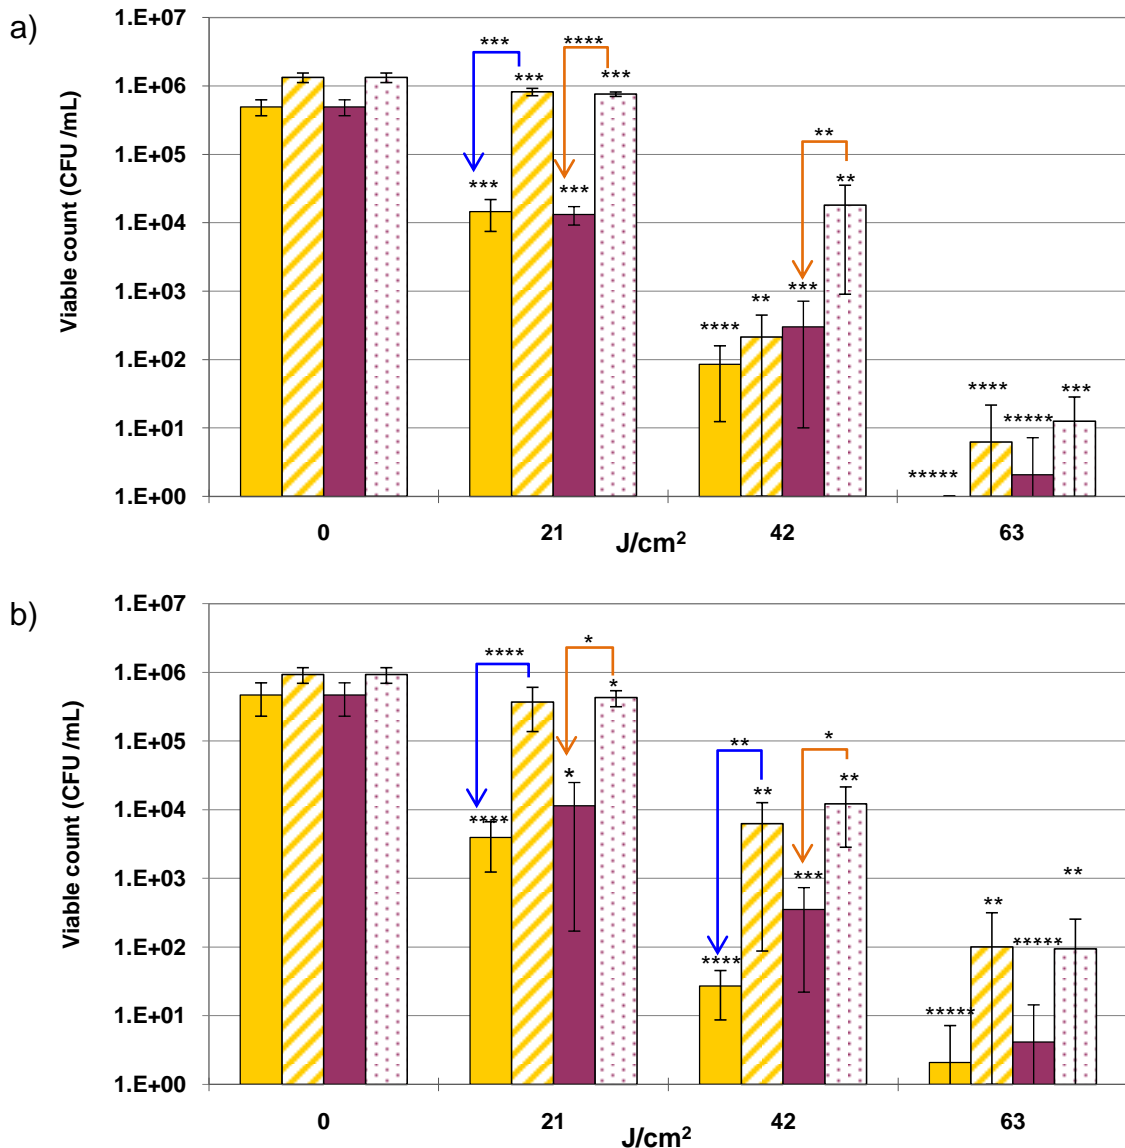 a)
Viable count (CFU /mL)
1.E+07
1.E+06
1.E+05
1.E+04
1.E+03
1.E+02
1.E+01
1.E+00
*** ****
*** ***
*** ***
**
**
**** ** ***
**** ***** ***
*****
0 21 42 63
J/cm²
b)
Viable count (CFU /mL)
1.E+07
1.E+06
1.E+05
1.E+04
1.E+03
1.E+02
1.E+01
1.E+00
**** *
*
**** *
** *
** **
**** ***
** **
***** *****
0 21 42 63
J/cm²